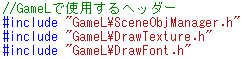 //GameLで使用するヘッダー
#include "GameL¥SceneObjManager.h"
#include "GameL¥DrawTexture.h"
#include "GameL¥DrawFont.h"